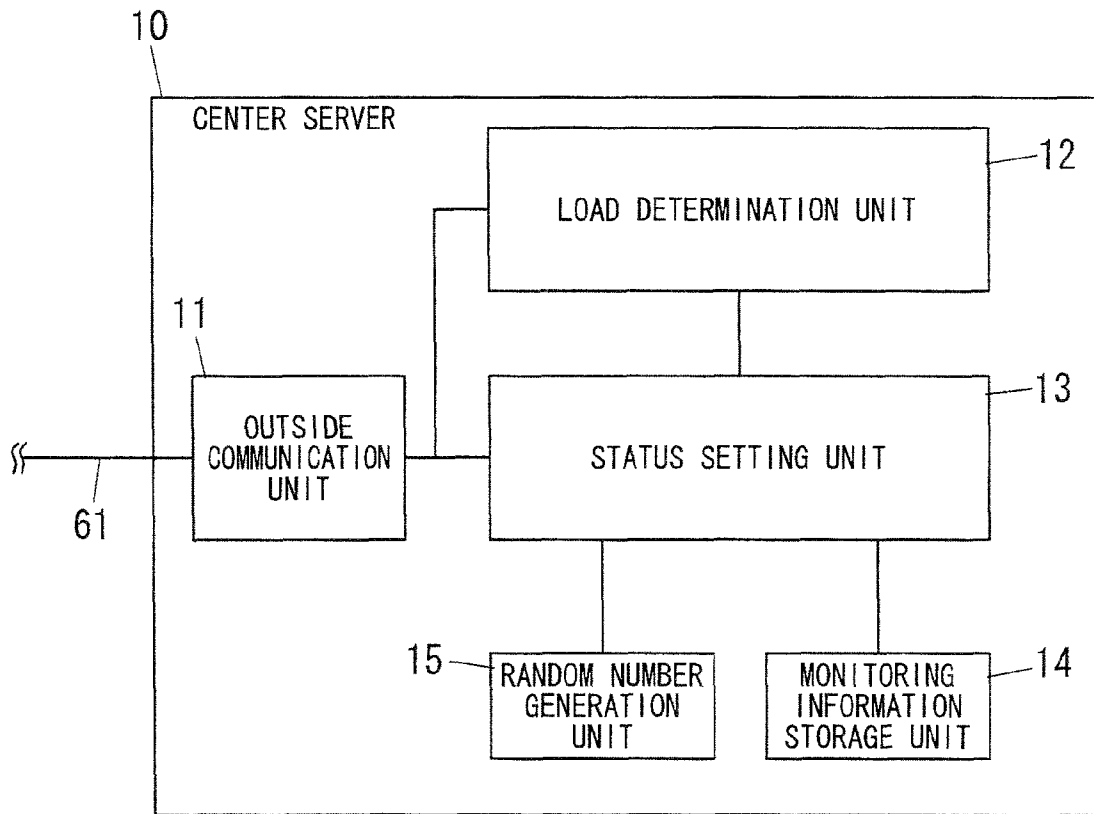 10
CENTER SERVER
12
LOAD DETERMINATION UNIT
11
OUTSIDE
COMMUNICATION
UNIT
13
STATUS SETTING UNIT
61
15
RANDOM NUMBER
GENERATION
UNIT
14
MONITORING
INFORMATION
STORAGE UNIT